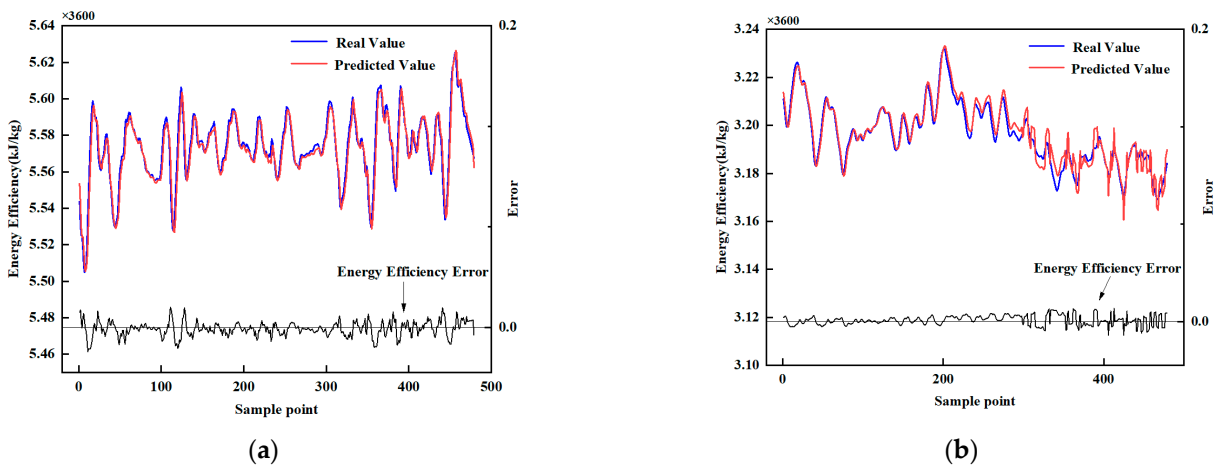 ×3600
5.64
5.62
5.60
5.58
5.56
5.54
5.52
5.50
5.48
5.46
Energy Efficiency(kJ/kg)
Real Value
Predicted Value
Energy Efficiency Error
0.2
0.0
Error
0
100
200
300
400
500
Sample point
(a)
×3600
3.24
3.22
3.20
3.18
3.16
3.14
3.12
3.10
Energy Efficiency(kJ/kg)
Real Value
Predicted Value
Energy Efficiency Error
0.2
0.0
Error
0
200
400
Sample point
(b)